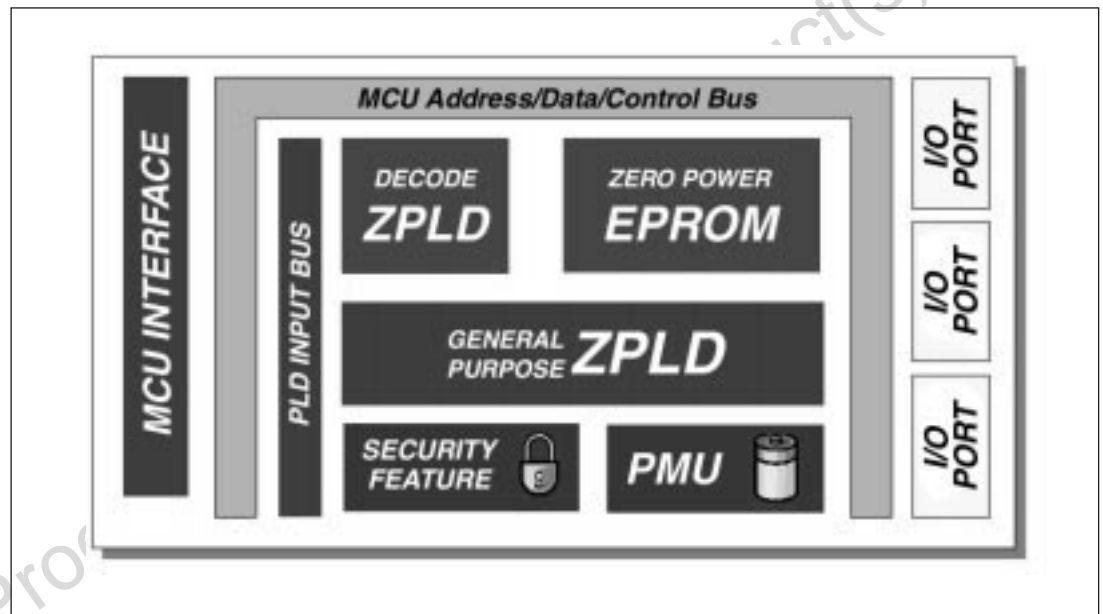 MCU INTERFACE
MCU Address/Data/Control Bus
PLD INPUT BUS
DECODE
ZPLD
ZERO POWER
EPROM
GENERAL
PURPOSE ZPLD
SECURITY
FEATURE
PMU
I/O
PORT
I/O
PORT
I/O
PORT